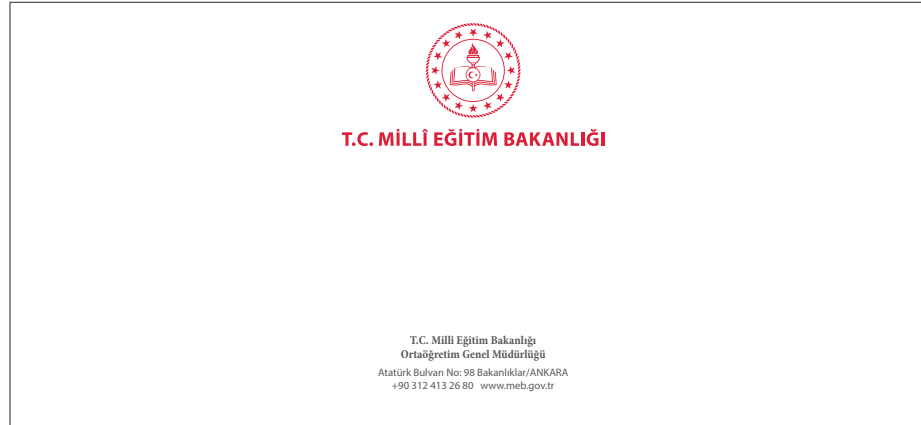 T.C. MİLLÎ EĞİTİM BAKANLIĞI
T.C. Millî Eğitim Bakanlığı
Ortaöğretim Genel Müdürlüğü
Atatürk Bulvarı No: 98 Bakanlıklar/ANKARA
+90 312 413 26 80 www.meb.gov.tr